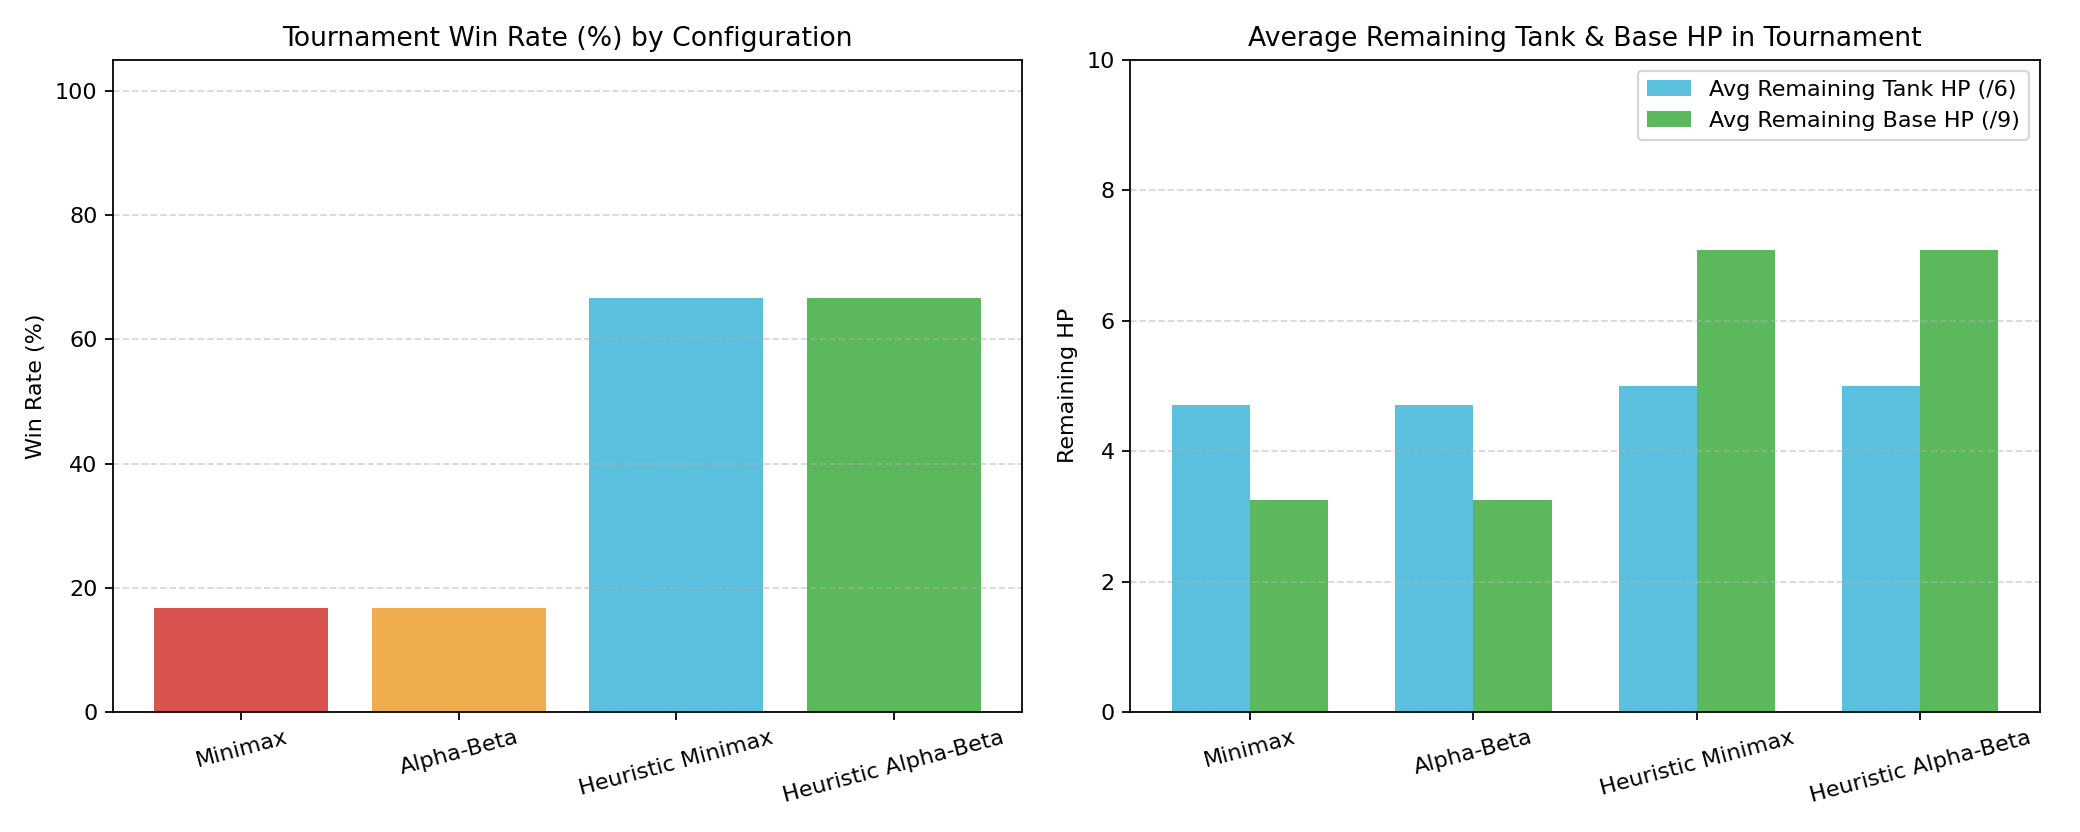 Tournament Win Rate (%) by Configuration
Win Rate (%)
100
80
60
40
20
0
Minimax
Alpha-Beta
Heuristic Minimax
Heuristic Alpha-Beta
Average Remaining Tank & Base HP in Tournament
Avg Remaining Tank HP (/6)
Avg Remaining Base HP (/9)
Remaining HP
10
8
6
4
2
0
Minimax
Alpha-Beta
Heuristic Minimax
Heuristic Alpha-Beta